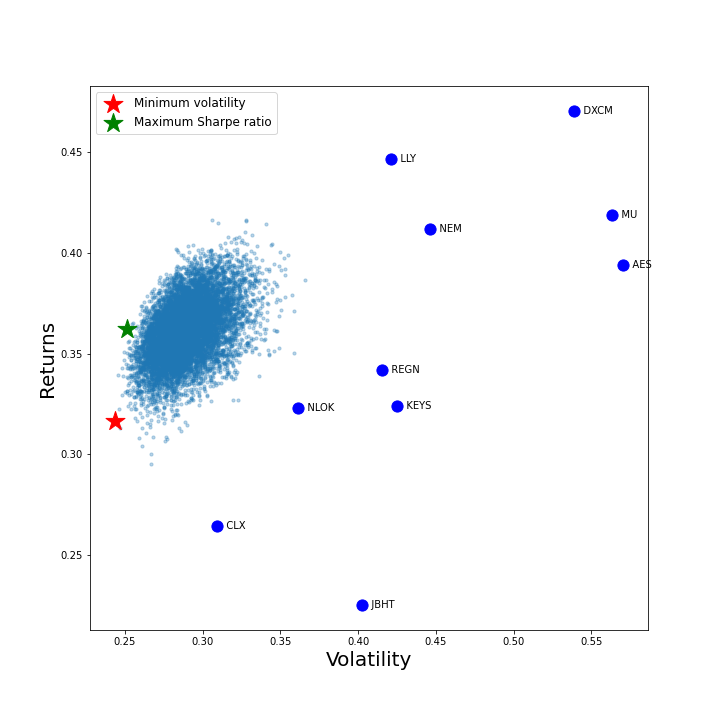 Minimum volatility
Maximum Sharpe ratio
DXCM
LLY
MU
NEM
AES
REGN
NLOK
KEYS
CLX
JBHT
Returns
0.45
0.40
0.35
0.30
0.25
0.25 0.30 0.35 0.40 0.45 0.50 0.55
Volatility